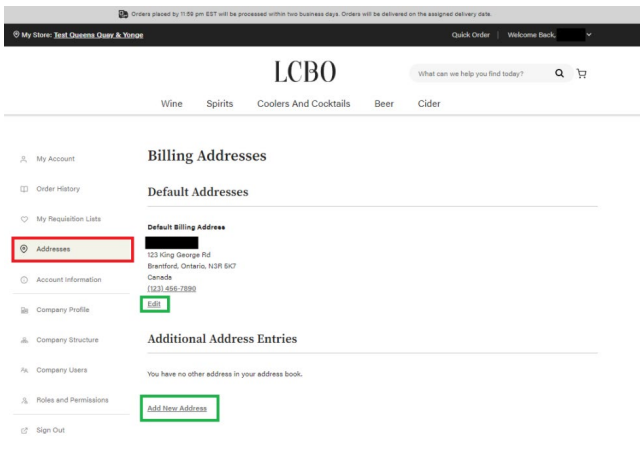 Orders placed by 11:59 pm EST will be processed within two business days. Orders will be delivered on the assigned delivery date.
My Store: Test Queens Quay & Yonge
Quick Order | Welcome Back,
LCBO
What can we help you find today?
Wine Spirits Coolers And Cocktails Beer Cider
My Account
Order History
My Requisition Lists
Addresses
Account Information
Company Profile
Company Structure
Company Users
Roles and Permissions
Sign Out
Billing Addresses
Default Addresses
Default Billing Address
123 King George Rd
Brentford, Ontario, N3R 5K7
Canada
(123) 456-7890
Edit
Additional Address Entries
You have no other address in your address book.
Add New Address